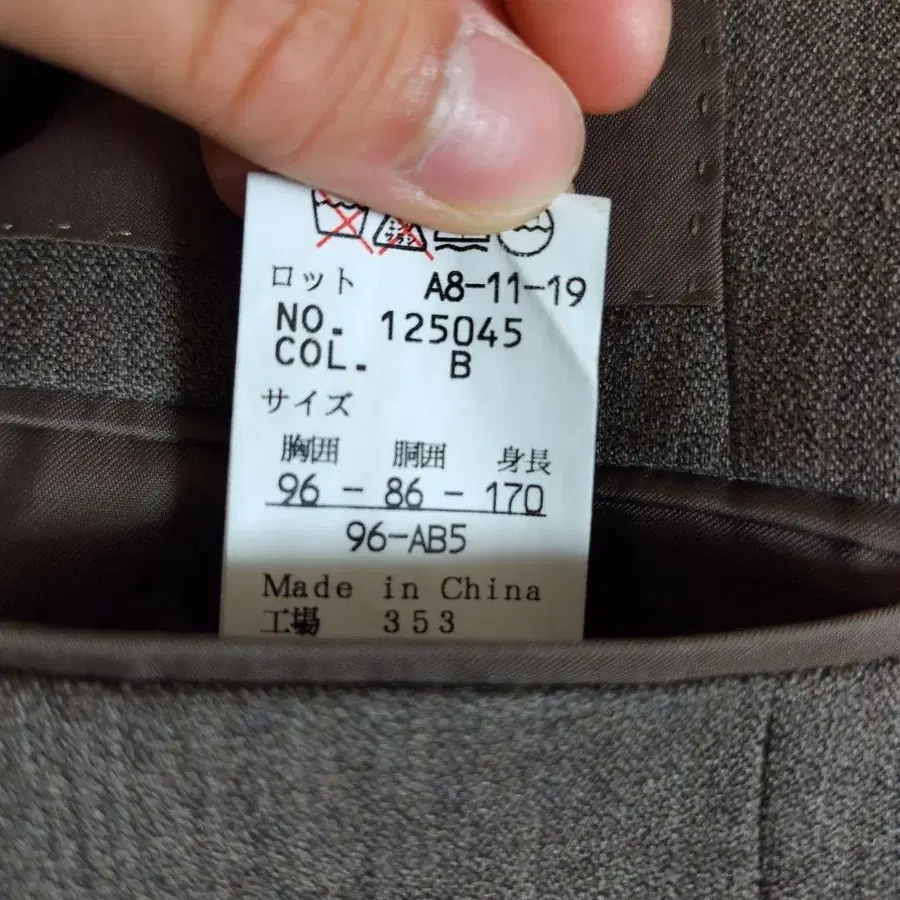 ロット A8-11-19
NO. 125045
COL. B
サイズ
胸囲 胴囲 身長
96 - 86 - 170
96-AB5
Made in China
工場 353